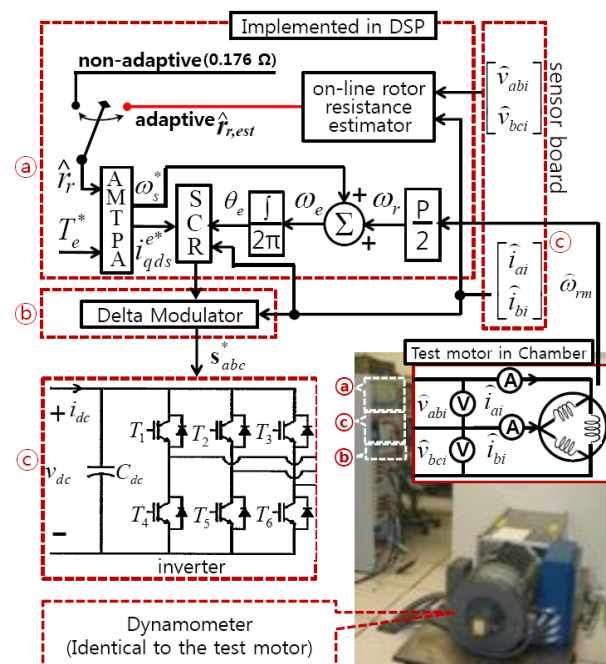 Implemented in DSP
non-adaptive(0.176 Ω)
adaptive r̂r,est
on-line rotor
resistance
estimator
v̂abi
v̂bci
sensor board
ⓐ
r̂r
Te*
AMTPA
ωs*
iqds e*
SCR
θe
∫
2π
ωe
Σ
+
+
ωr
P
2
ⓒ
îai
îbi
ω̂rm
ⓑ
Delta Modulator
s*abc
Test motor in Chamber
ⓐ
ⓒ
ⓑ
v̂abi
V
A
îai
v̂bci
V
A
îbi
ⓒ
+
idc
vdc
Cdc
−
T1
T2
T3
T4
T5
T6
inverter
Dynamometer
(Identical to the test motor)